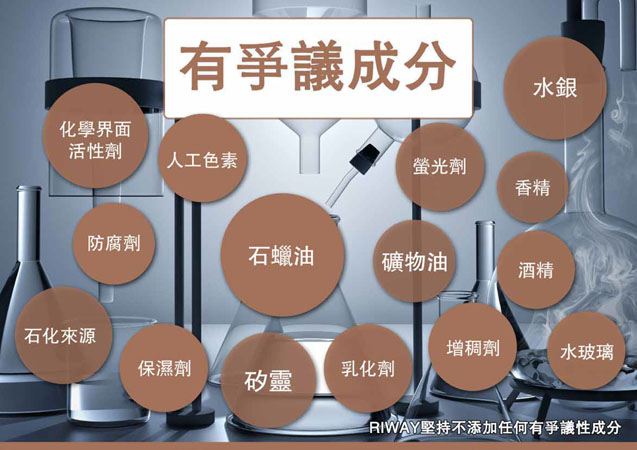 有爭議成分
水銀
化學界面
活性劑
人工色素
螢光劑
香精
防腐劑
石蠟油
礦物油
酒精
石化來源
保濕劑
矽靈
乳化劑
增稠劑
水玻璃
RIWAY堅持不添加任何有爭議性成分